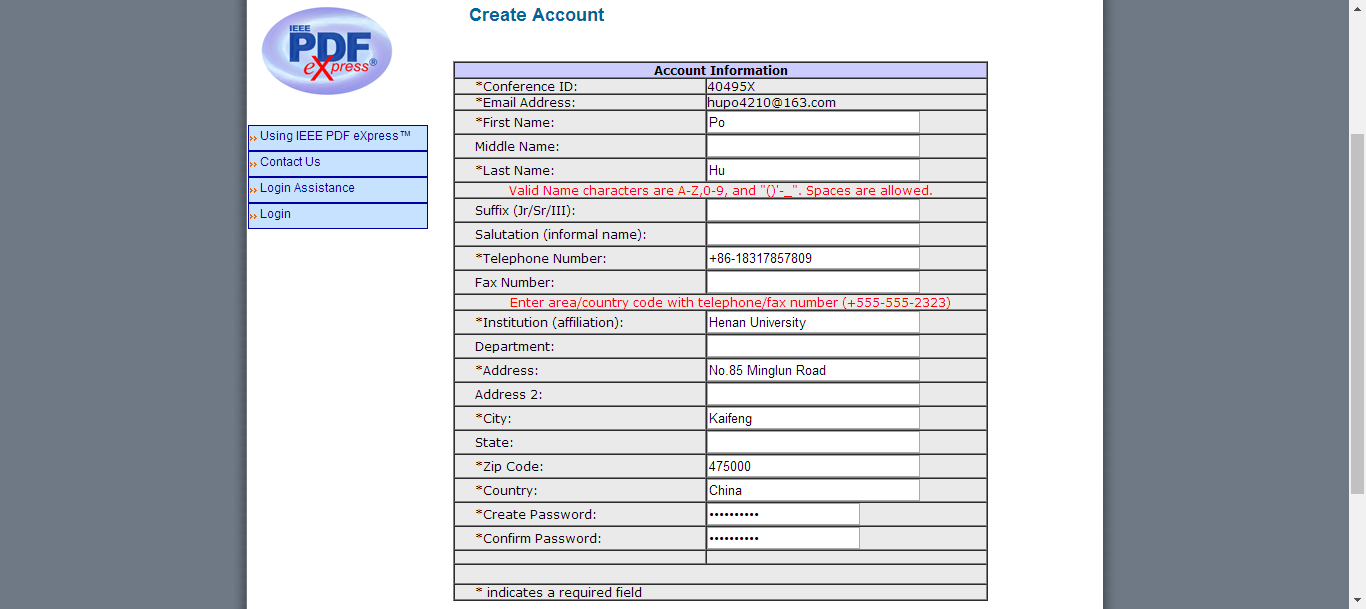 Create Account
IEEE
PDF
eXpress®
Using IEEE PDF eXpress™
Contact Us
Login Assistance
Login
Account Information
*Conference ID: 40495X
*Email Address: hupo4210@163.com
*First Name: Po
Middle Name:
*Last Name: Hu
Valid Name characters are A-Z,0-9, and "()'-_". Spaces are allowed.
Suffix (Jr/Sr/III):
Salutation (informal name):
*Telephone Number: +86-18317857809
Fax Number:
Enter area/country code with telephone/fax number (+555-555-2323)
*Institution (affiliation): Henan University
Department:
*Address: No.85 Minglun Road
Address 2:
*City: Kaifeng
State:
*Zip Code: 475000
*Country: China
*Create Password: ••••••••••
*Confirm Password: ••••••••••
* indicates a required field